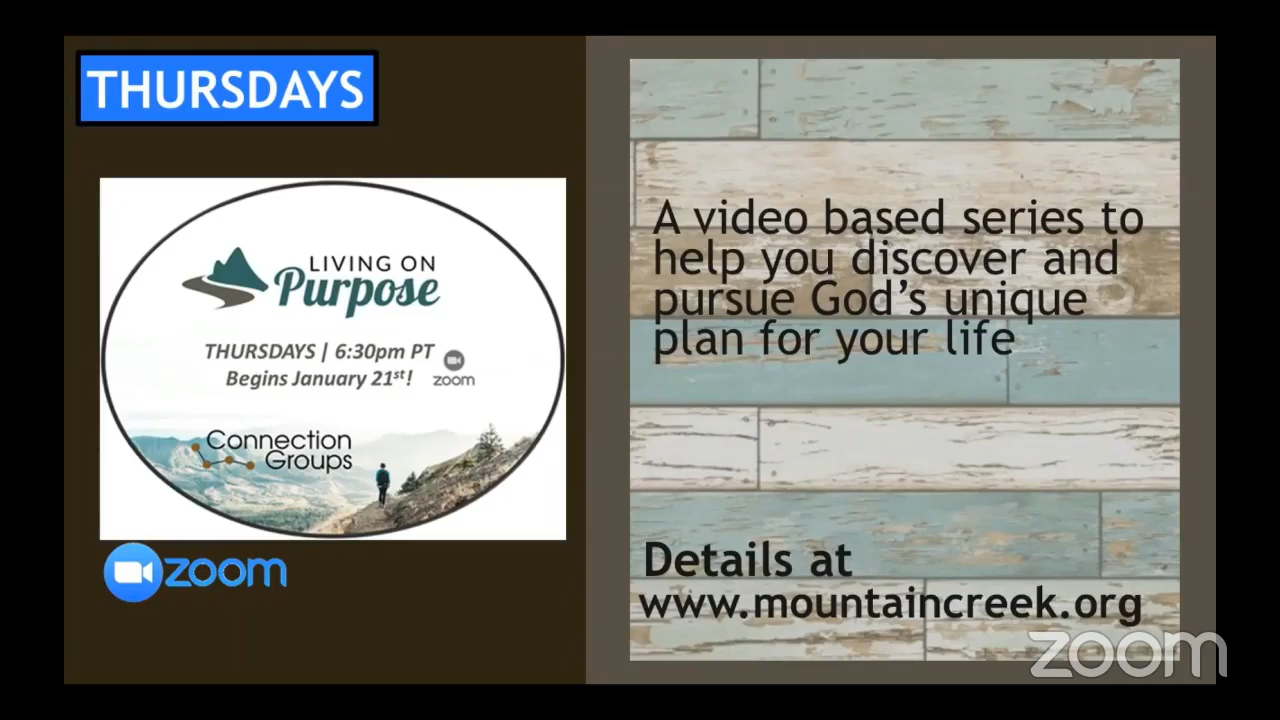 THURSDAYS
LIVING ON
Purpose
THURSDAYS | 6:30pm PT
Begins January 21st!
zoom
Connection
Groups
zoom
A video based series to
help you discover and
pursue God’s unique
plan for your life
Details at
www.mountaincreek.org
zoom